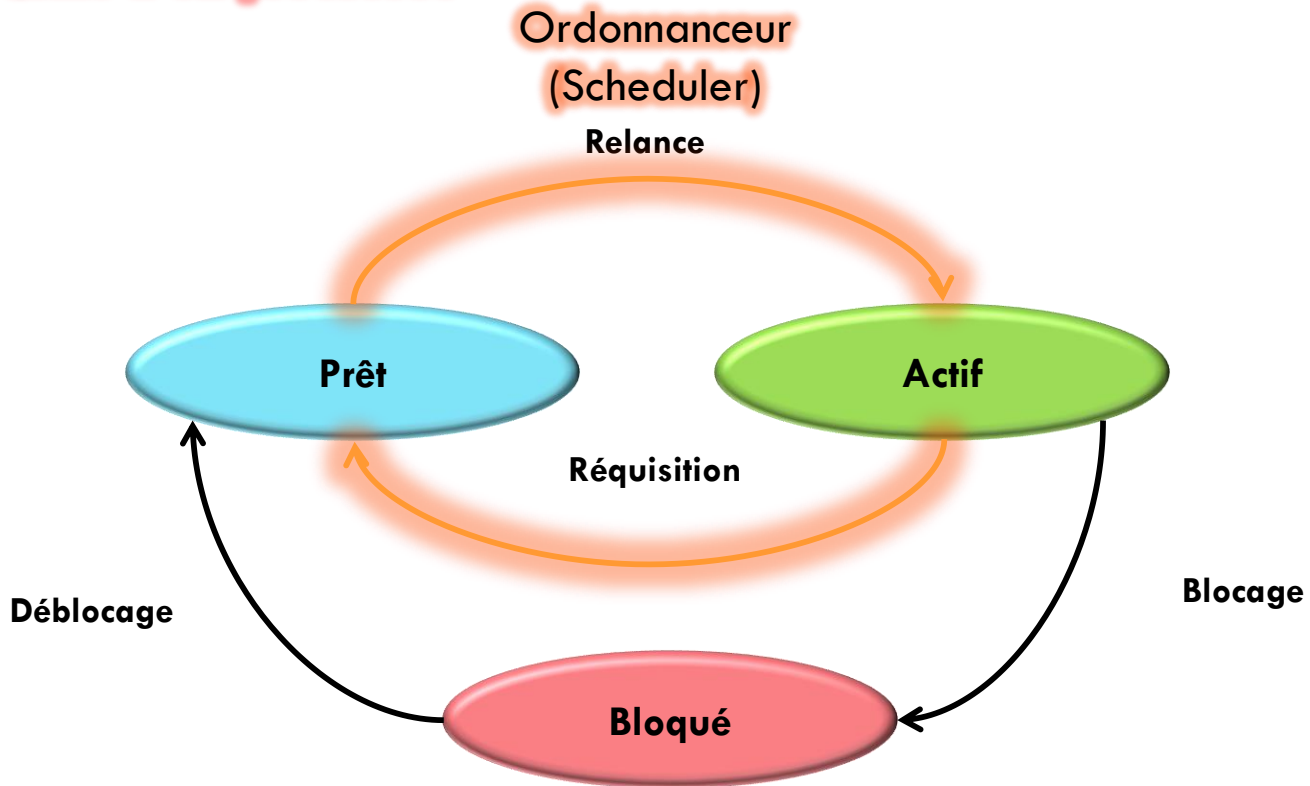 Ordonnanceur
(Scheduler)
Relance
Prêt
Actif
Réquisition
Déblocage
Blocage
Bloqué